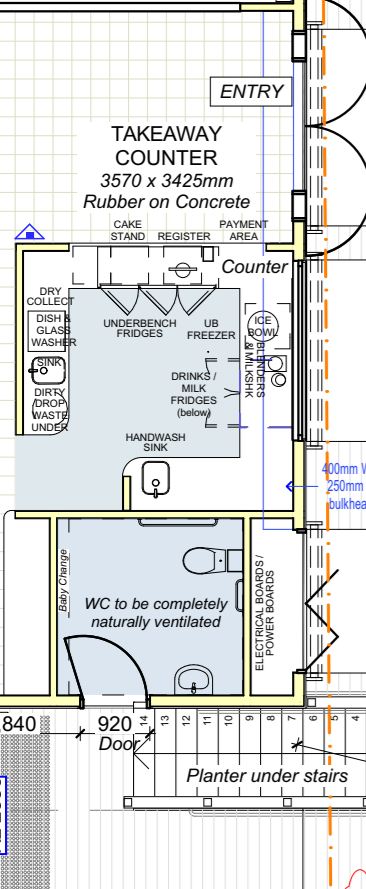 ENTRY
TAKEAWAY
COUNTER
3570 x 3425mm
Rubber on Concrete
CAKE
STAND
REGISTER
PAYMENT
AREA
Counter
DRY
COLLECT
DISH &
GLASS
WASHER
SINK
DIRTY
DROP
WASTE
UNDER
UNDERBENCH
FRIDGES
UB
FREEZER
ICE
BOWL
BLENDERS
& MILKSHK
DRINKS /
MILK
FRIDGES
(below)
HANDWASH
SINK
400mm W
250mm
bulkhea
Baby Change
WC to be completely
naturally ventilated
ELECTRICAL BOARDS /
POWER BOARDS
840
920
Door
14 13 12 11 10 9 8 7 6 5 4
Planter under stairs